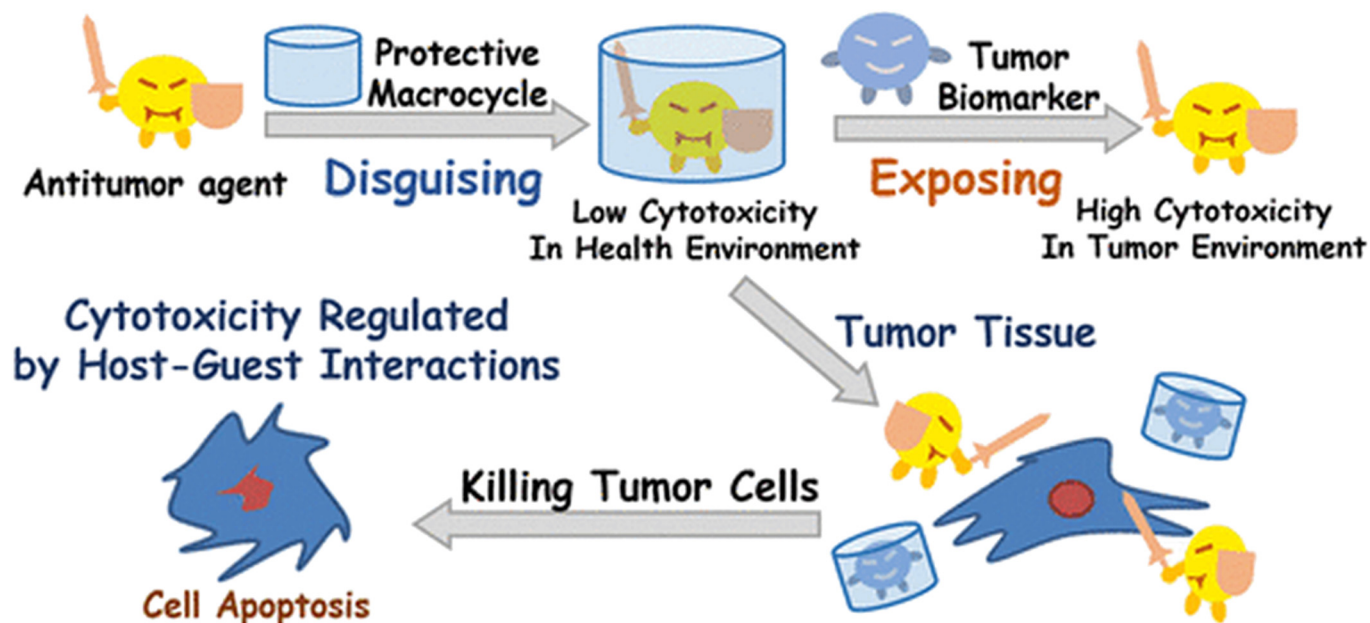 Protective
Macrocycle
Tumor
Biomarker
Antitumor agent
Disguising
Exposing
Low Cytotoxicity
In Health Environment
High Cytotoxicity
In Tumor Environment
Cytotoxicity Regulated
by Host-Guest Interactions
Tumor Tissue
Killing Tumor Cells
Cell Apoptosis